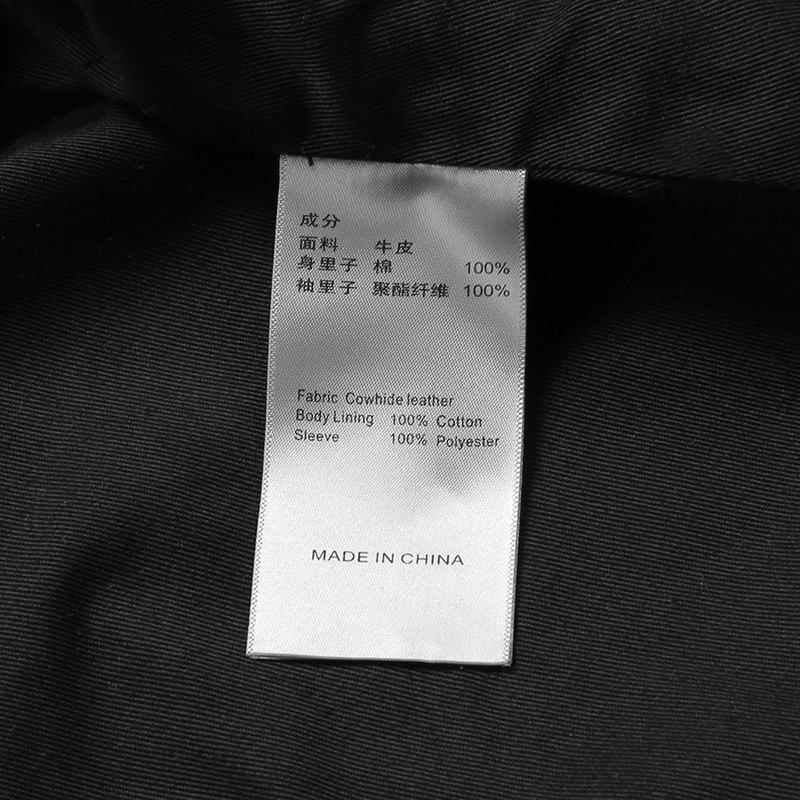 成分
面料 牛皮
身里子 棉 100%
袖里子 聚酯纤维 100%
Fabric Cowhide leather
Body Lining 100% Cotton
Sleeve 100% Polyester
MADE IN CHINA